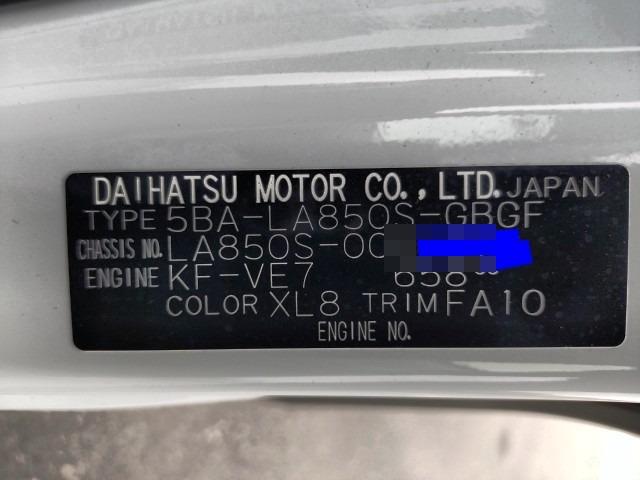 DAIHATSU MOTOR CO., LTD. JAPAN
TYPE 5BA-LA850S-GBGF
CHASSIS NO. LA850S-00
ENGINE KF-VE7 658 cc
COLOR XL8 TRIM FA10
ENGINE NO.